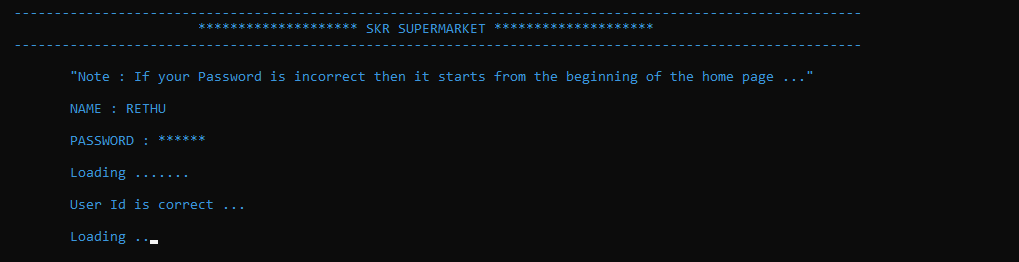 ----------------------------------------------------------------------------------------------------------
******************** SKR SUPERMARKET ********************
----------------------------------------------------------------------------------------------------------
"Note : If your Password is incorrect then it starts from the beginning of the home page ..."
NAME : RETHU
PASSWORD : ******
Loading .......
User Id is correct ...
Loading ..